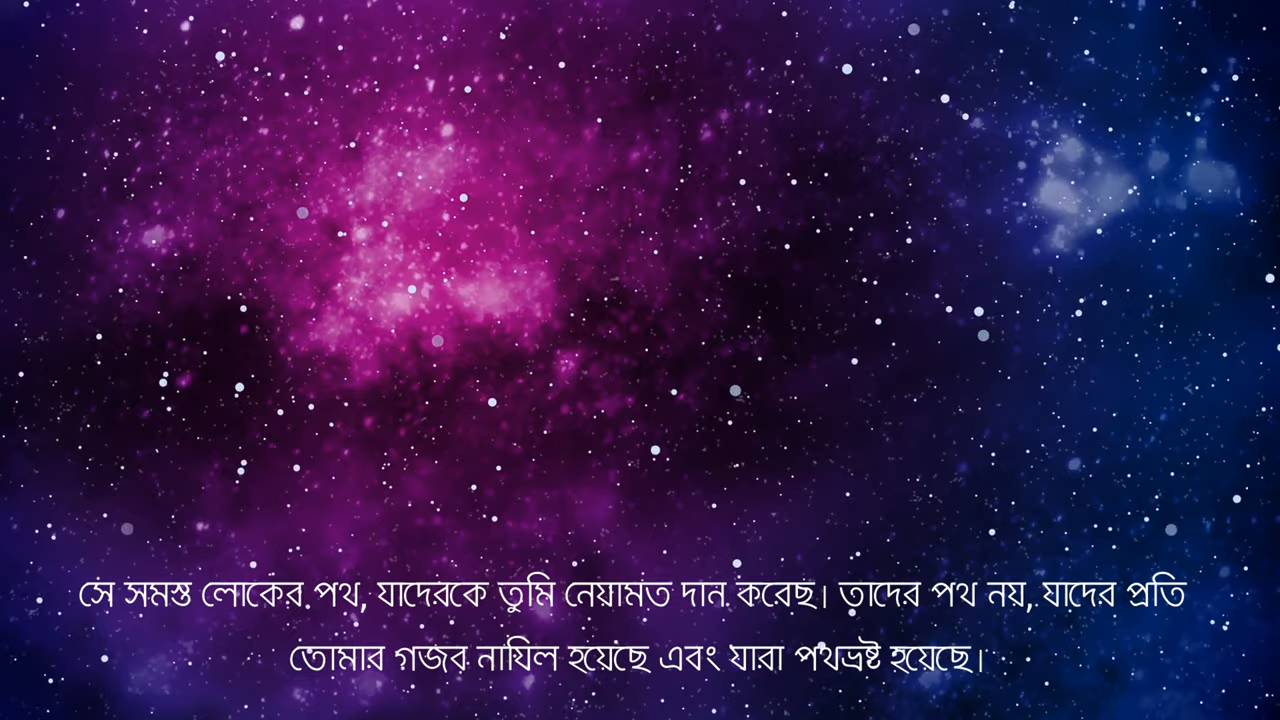 সে সমস্ত লোকের পথ, যাদেরকে তুমি নেয়ামত দান করেছ। তাদের পথ নয়, যাদের প্রতি
তোমার গজব নাযিল হয়েছে এবং যারা পথভ্রষ্ট হয়েছে।